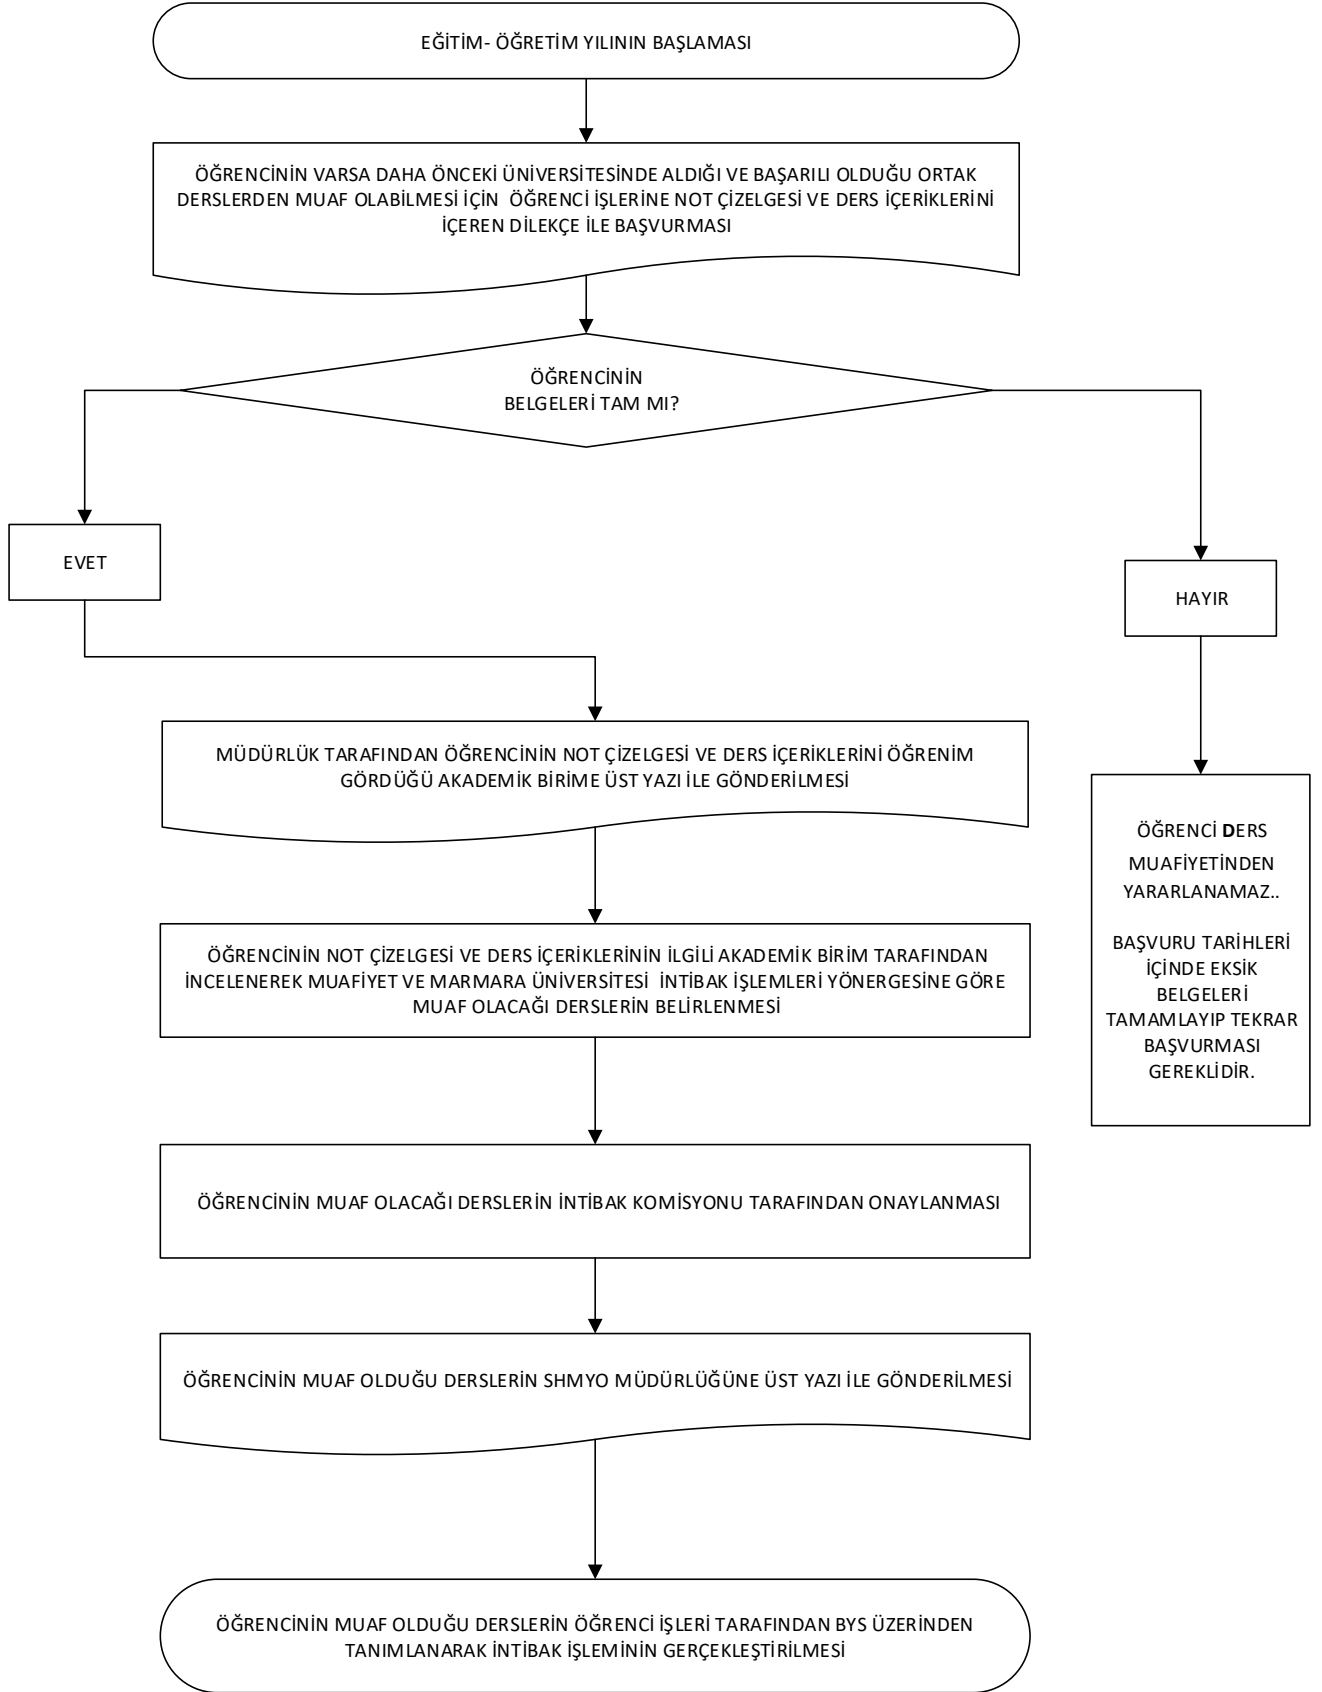 EĞİTİM- ÖĞRETİM YILININ BAŞLAMASI
ÖĞRENCİNİN VARSA DAHA ÖNCEKİ ÜNİVERSİTESİNDE ALDIĞI VE BAŞARILI OLDUĞU ORTAK
DERSLERDEN MUAF OLABİLMESİ İÇİN ÖĞRENCİ İŞLERİNE NOT ÇİZELGESİ VE DERS İÇERİKLERİNİ
İÇEREN DİLEKÇE İLE BAŞVURMASI
ÖĞRENCİNİN
BELGELERİ TAM MI?
EVET
HAYIR
MÜDÜRLÜK TARAFINDAN ÖĞRENCİNİN NOT ÇİZELGESİ VE DERS İÇERİKLERİNİ ÖĞRENİM
GÖRDÜĞÜ AKADEMİK BİRİME ÜST YAZI İLE GÖNDERİLMESİ
ÖĞRENCİ DERS
MUAFİYETİNDEN
YARARLANAMAZ..
BAŞVURU TARİHLERİ
İÇİNDE EKSİK
BELGELERİ
TAMAMLAYIP TEKRAR
BAŞVURMASI
GEREKLİDİR.
ÖĞRENCİNİN NOT ÇİZELGESİ VE DERS İÇERİKLERİNİN İLGİLİ AKADEMİK BİRİM TARAFINDAN
İNCELENEREK MUAFİYET VE MARMARA ÜNİVERSİTESİ İNTİBAK İŞLEMLERİ YÖNERGESİNE GÖRE
MUAF OLACAĞI DERSLERİN BELİRLENMESİ
ÖĞRENCİNİN MUAF OLACAĞI DERSLERİN İNTİBAK KOMİSYONU TARAFINDAN ONAYLANMASI
ÖĞRENCİNİN MUAF OLDUĞU DERSLERİN SHMYO MÜDÜRLÜĞÜNE ÜST YAZI İLE GÖNDERİLMESİ
ÖĞRENCİNİN MUAF OLDUĞU DERSLERİN ÖĞRENCİ İŞLERİ TARAFINDAN BYS ÜZERİNDEN
TANIMLANARAK İNTİBAK İŞLEMİNİN GERÇEKLEŞTİRİLMESİ